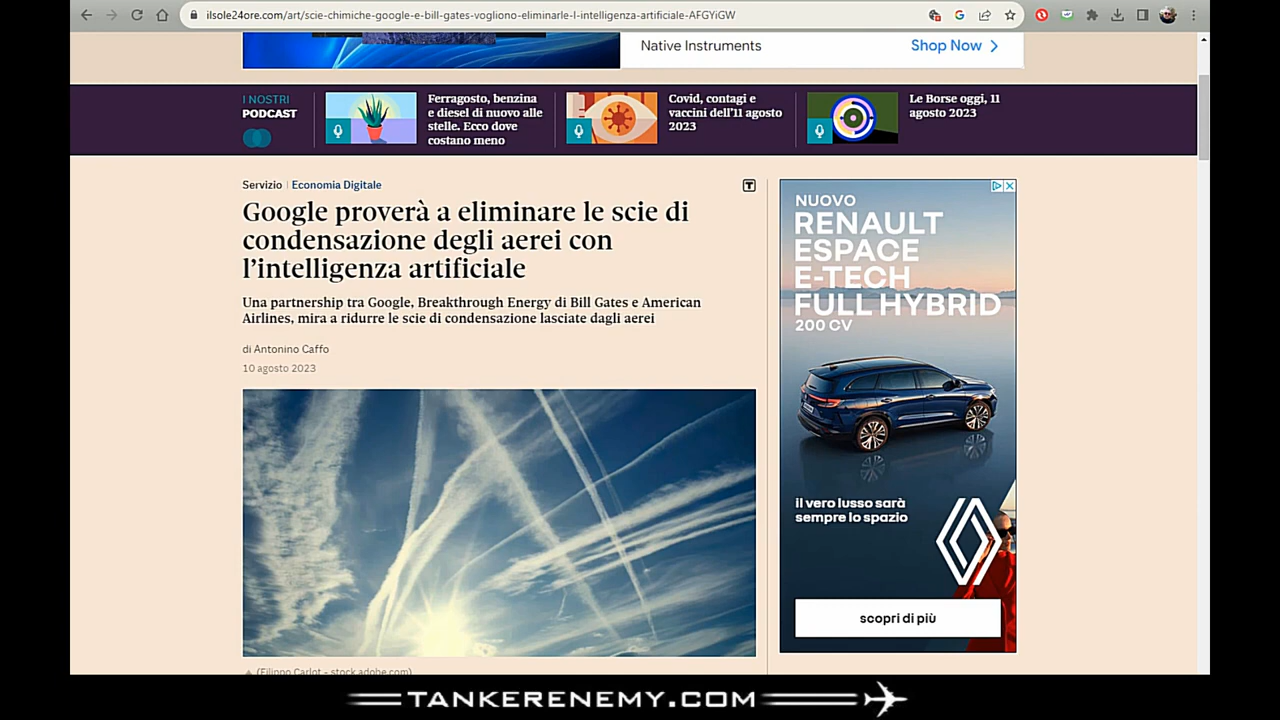 ilsole24ore.com/art/scie-chimiche-google-e-bill-gates-vogliono-eliminarle-l-intelligenza-artificiale-AFGYiGW
Native Instruments
Shop Now
I NOSTRI
PODCAST
Ferragosto, benzina
e diesel di nuovo alle
stelle. Ecco dove
costano meno
Covid, contagi e
vaccini dell'11 agosto
2023
Le Borse oggi, 11
agosto 2023
Servizio | Economia Digitale
Google proverà a eliminare le scie di
condensazione degli aerei con
l'intelligenza artificiale
Una partnership tra Google, Breakthrough Energy di Bill Gates e American
Airlines, mira a ridurre le scie di condensazione lasciate dagli aerei
di Antonino Caffo
10 agosto 2023
(Filippo Carlot - stock.adobe.com)
NUOVO
RENAULT
ESPACE
E-TECH
FULL HYBRID
200 CV
il vero lusso sarà
sempre lo spazio
scopri di più
TANKERENEMY.COM